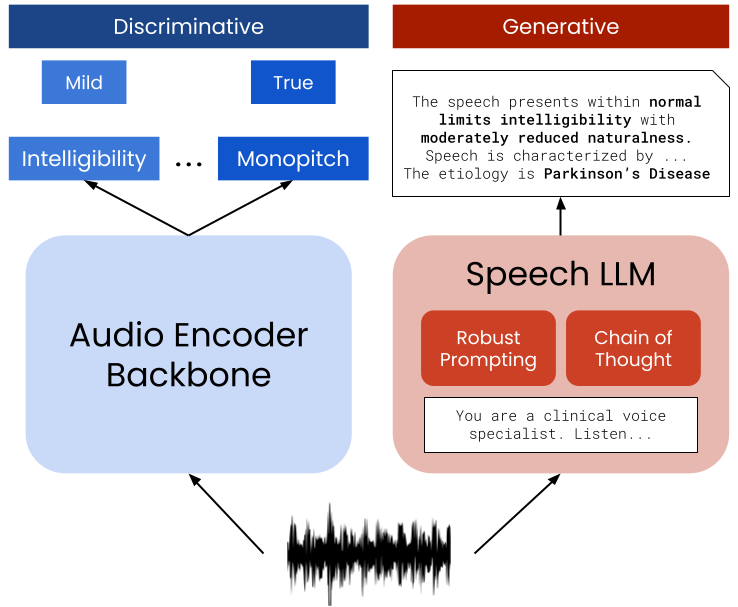 Discriminative
Generative
Mild
True
Intelligibility
...
Monopitch
The speech presents within normal
limits intelligibility with
moderately reduced naturalness.
Speech is characterized by ...
The etiology is Parkinson's Disease
Audio Encoder
Backbone
Speech LLM
Robust
Prompting
Chain of
Thought
You are a clinical voice
specialist. Listen...